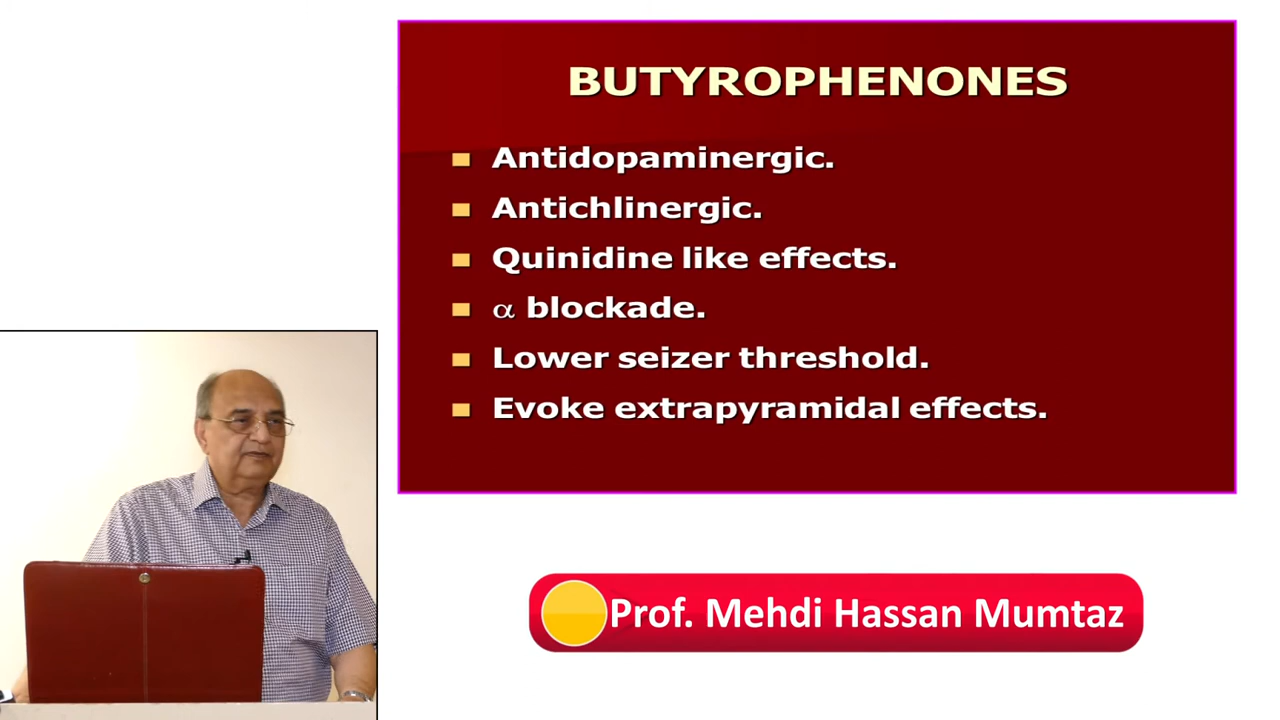 BUTYROPHENONES
Antidopaminergic.
Antichlinergic.
Quinidine like effects.
α blockade.
Lower seizer threshold.
Evoke extrapyramidal effects.
Prof. Mehdi Hassan Mumtaz